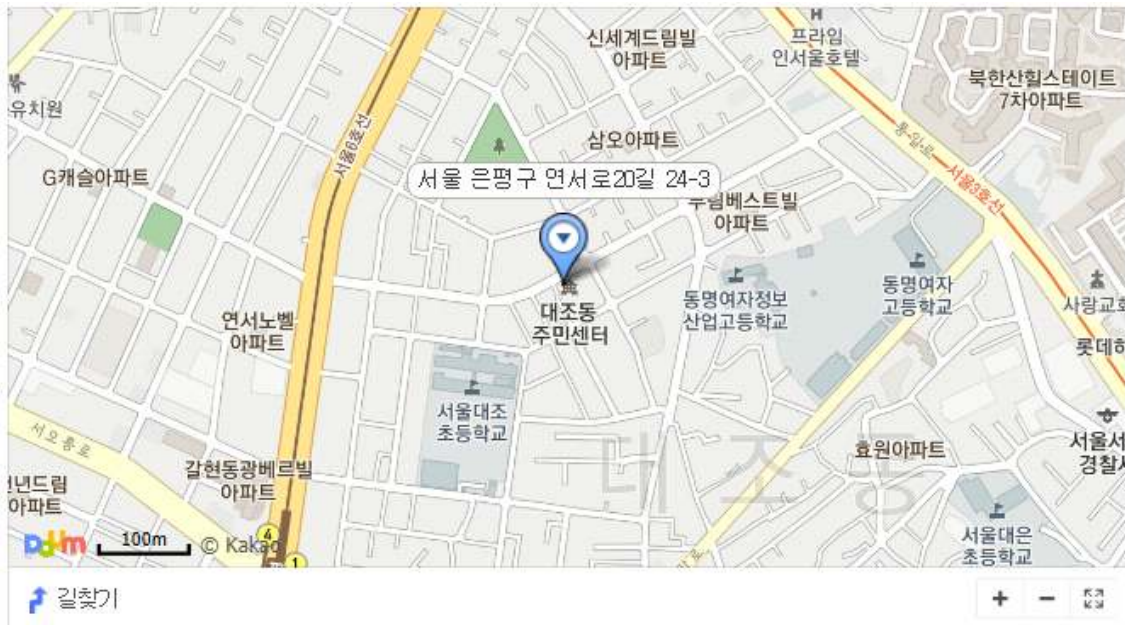 신세계드림빌
아파트
프라임
인서울호텔
북한산힐스테이트
7차아파트
유치원
서울6호선
삼오아파트
통일로
서울3호선
G캐슬아파트
서울 은평구 연서로20길 24-3
우림베스트빌
아파트
동명여자정보
산업고등학교
동명여자
고등학교
사랑교회
대조동
주민센터
연서노벨
아파트
롯데하
서울대조
초등학교
서오릉로
갈현동광베르빌
아파트
대조동
효원아파트
서울서
경찰서
년드림
아파트
서울대은
초등학교
Daum
100m
© Kakao
4
1
로
길찾기
+
−